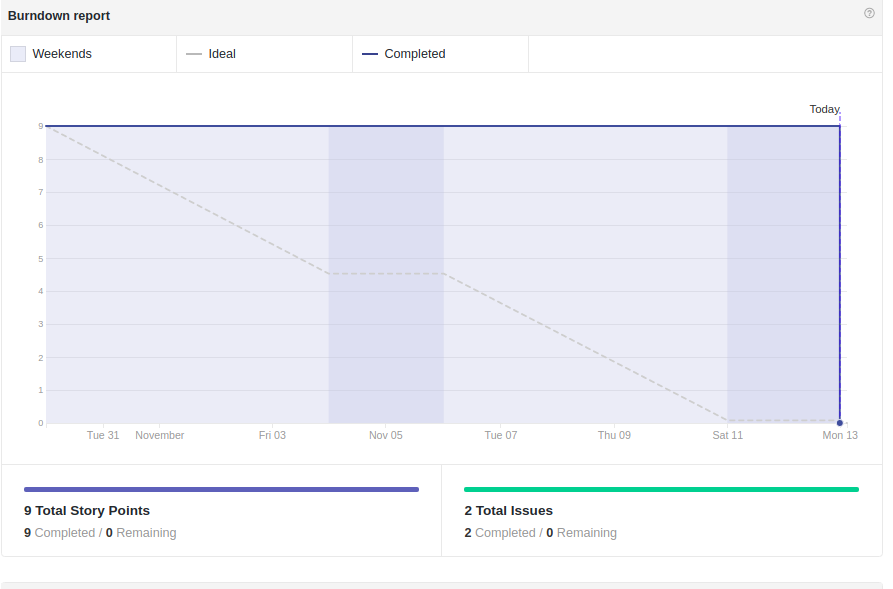 Burndown report
Weekends
Ideal
Completed
Today
9
8
7
6
5
4
3
2
1
0
Tue 31 November Fri 03 Nov 05 Tue 07 Thu 09 Sat 11 Mon 13
9 Total Story Points
9 Completed / 0 Remaining
2 Total Issues
2 Completed / 0 Remaining